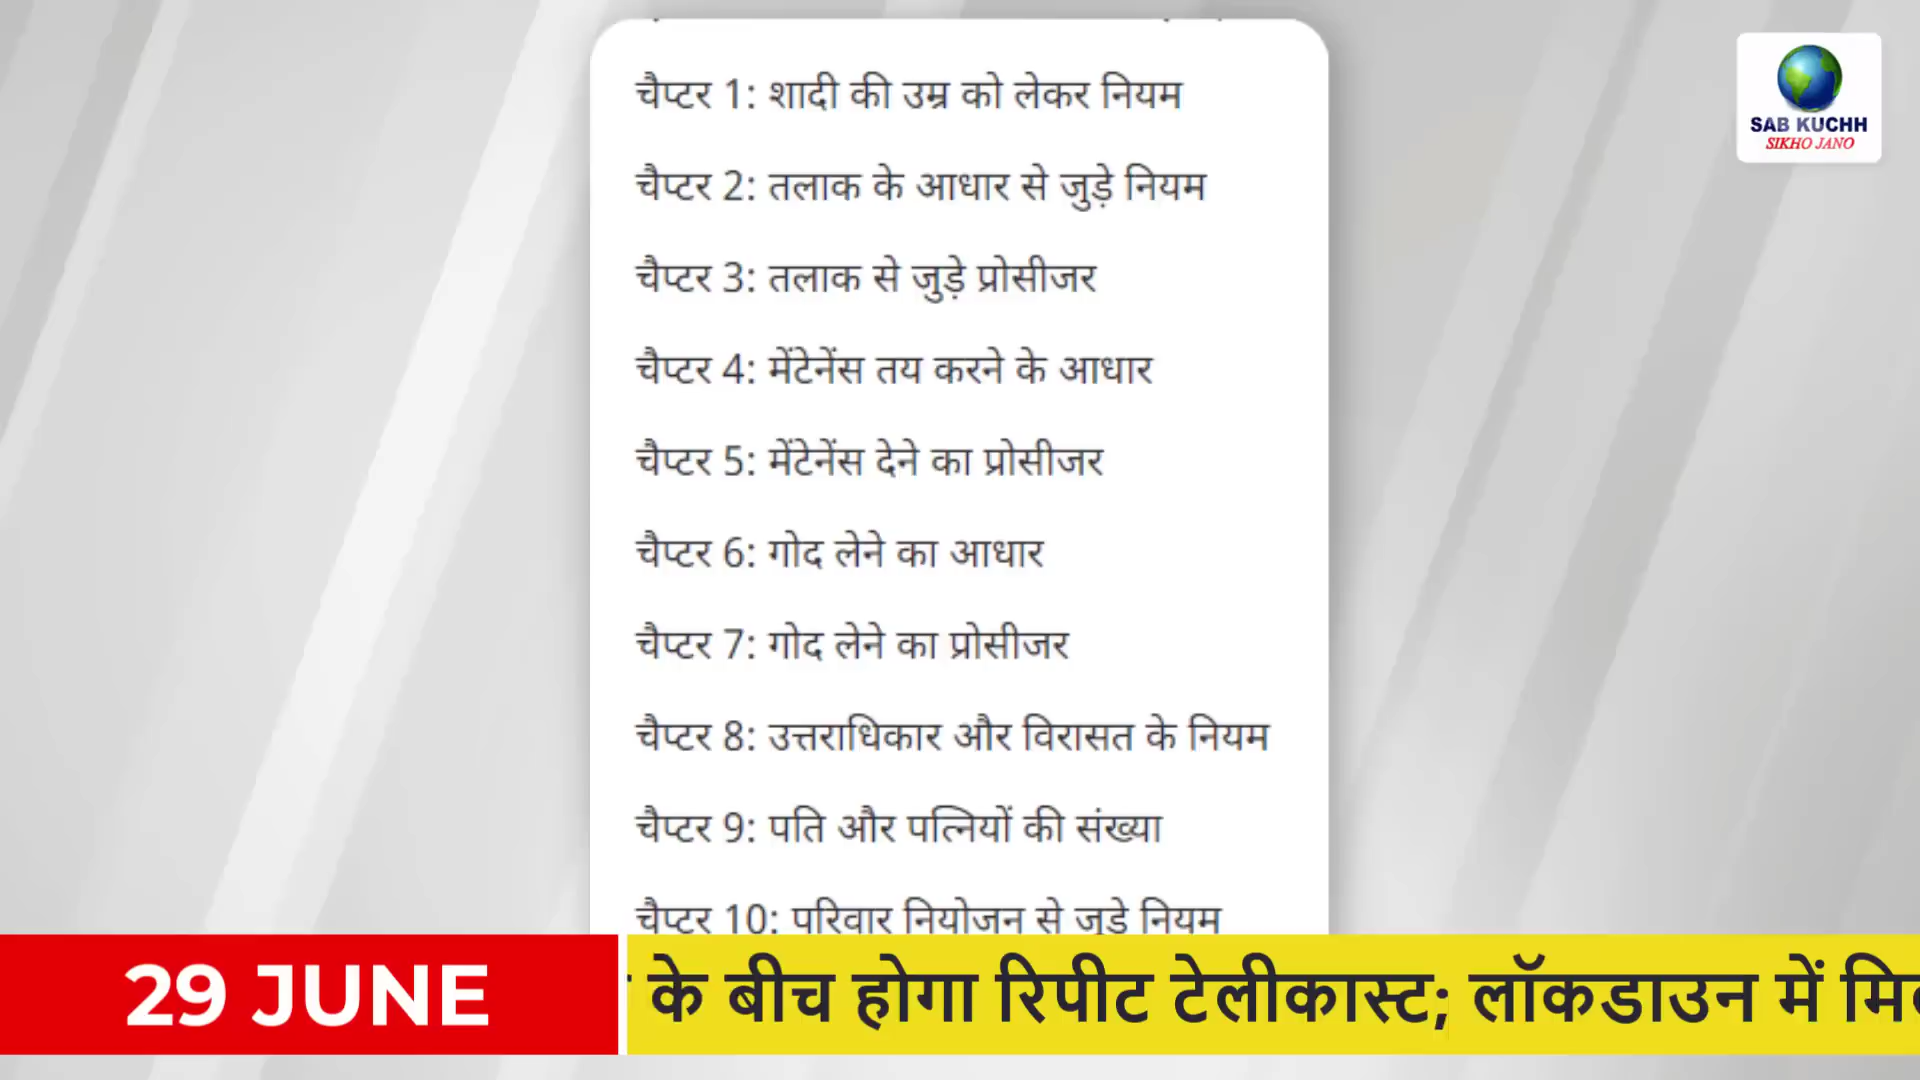 चैप्टर 1: शादी की उम्र को लेकर नियम
चैप्टर 2: तलाक के आधार से जुड़े नियम
चैप्टर 3: तलाक से जुड़े प्रोसीजर
चैप्टर 4: मेंटेनेंस तय करने के आधार
चैप्टर 5: मेंटेनेंस देने का प्रोसीजर
चैप्टर 6: गोद लेने का आधार
चैप्टर 7: गोद लेने का प्रोसीजर
चैप्टर 8: उत्तराधिकार और विरासत के नियम
चैप्टर 9: पति और पत्नियों की संख्या
चैप्टर 10: परिवार नियोजन से जुड़े नियम
SAB KUCHH
SIKHO JANO
29 JUNE
के बीच होगा रिपीट टेलीकास्ट; लॉकडाउन में